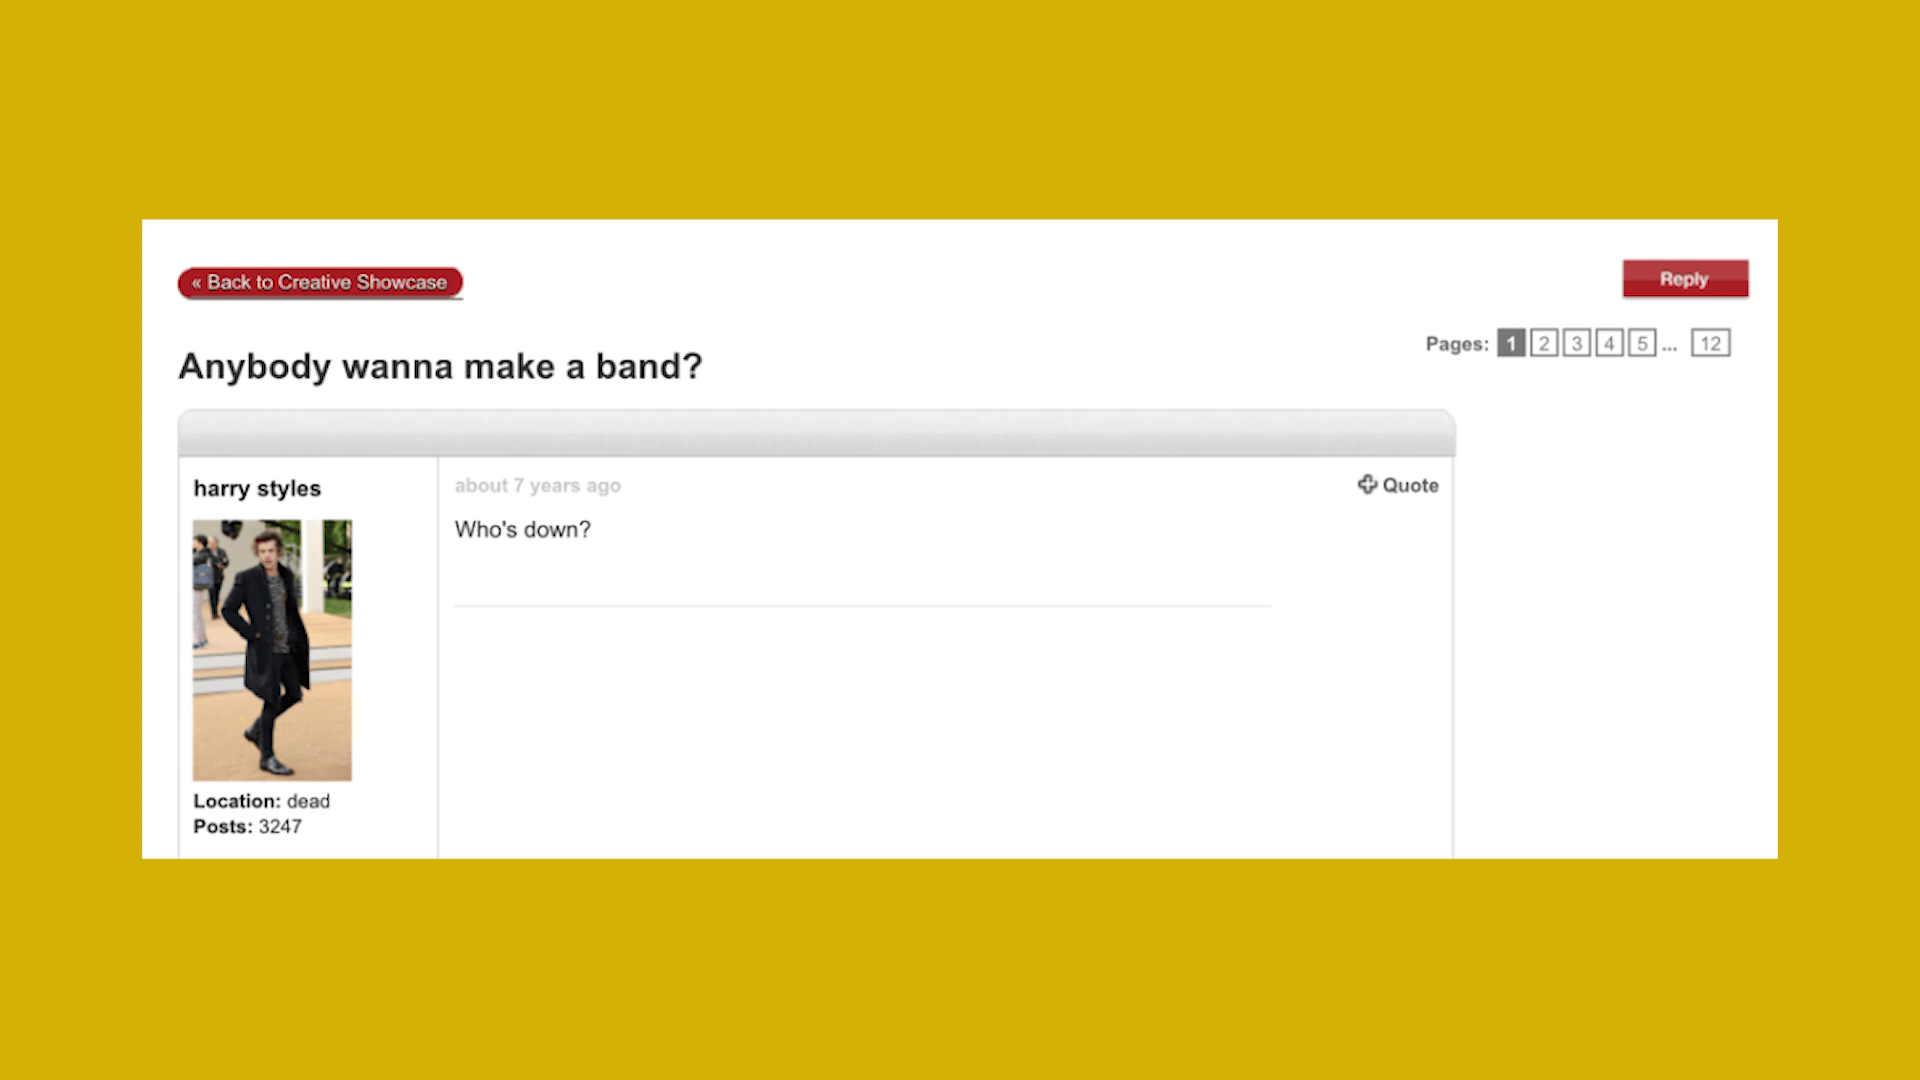 « Back to Creative Showcase
Reply
Pages: 1 2 3 4 5 ... 12
Anybody wanna make a band?
harry styles
about 7 years ago
Quote
Who's down?
Location: dead
Posts: 3247